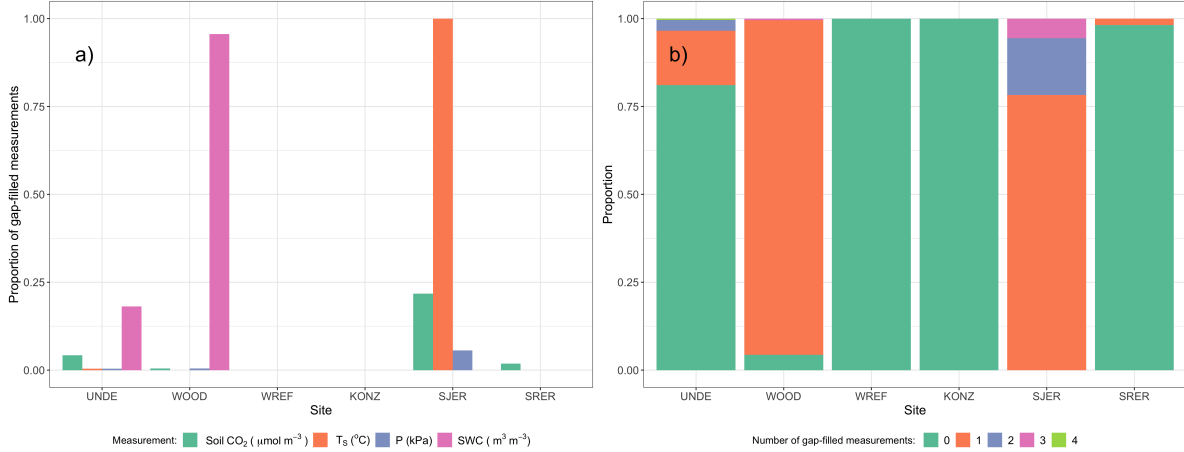 a)
Proportion of gap-filled measurements
1.00
0.75
0.50
0.25
0.00
UNDE WOOD WREF KONZ SJER SRER
Site
Measurement: Soil CO₂ ( μmol m⁻³ ) T_S (°C) P (kPa) SWC ( m³ m⁻³)
b)
Proportion
1.00
0.75
0.50
0.25
0.00
UNDE WOOD WREF KONZ SJER SRER
Site
Number of gap-filled measurements: 0 1 2 3 4